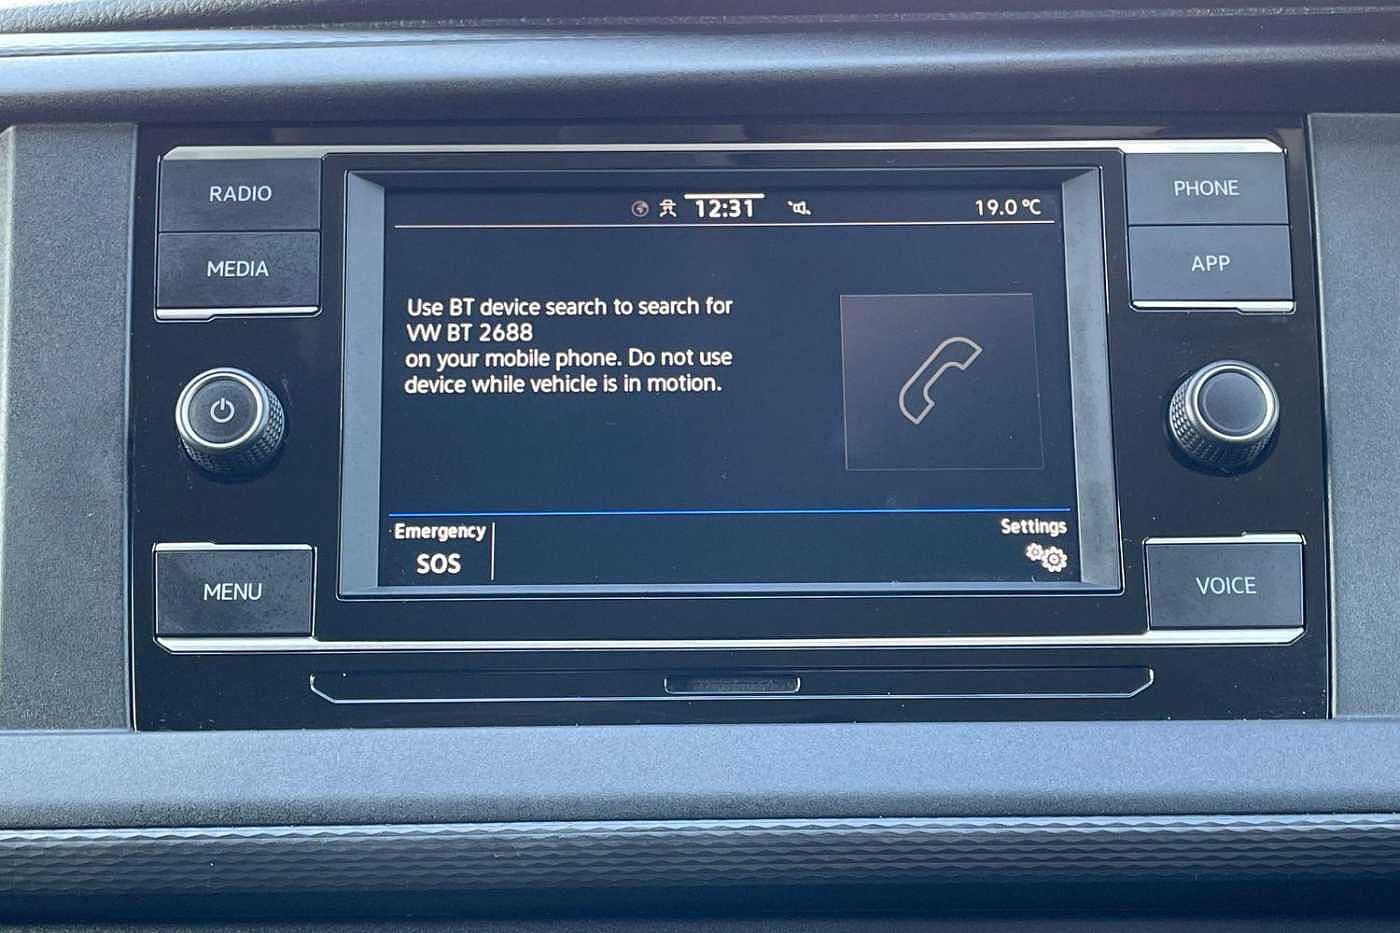 RADIO
MEDIA
MENU
12:31
19.0 °C
Use BT device search to search for
VW BT 2688
on your mobile phone. Do not use
device while vehicle is in motion.
Emergency
SOS
Settings
PHONE
APP
VOICE